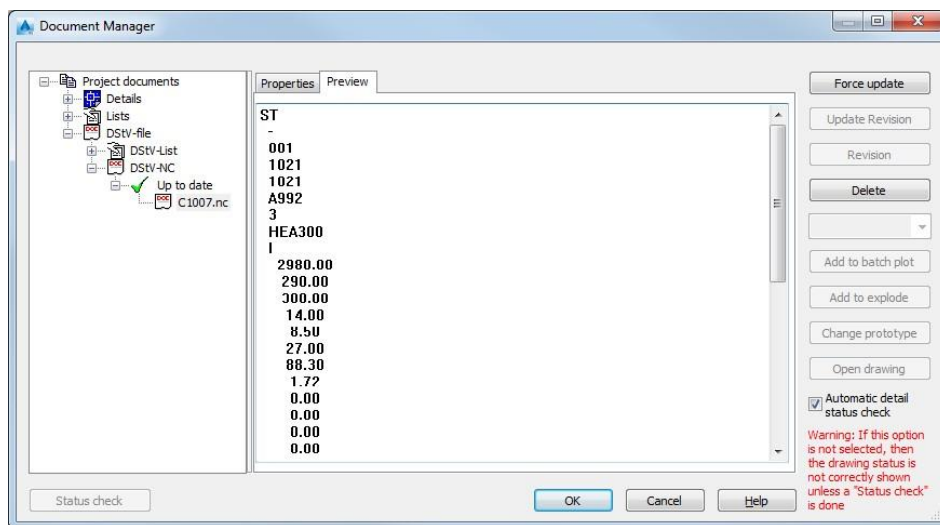 Document Manager
Project documents
Details
Lists
DStV-file
DStV-List
DStV-NC
Up to date
C1007.nc
Properties
Preview
ST
-
001
1021
1021
A992
3
HEA300
I
2980.00
290.00
300.00
14.00
8.50
27.00
88.30
1.72
0.00
0.00
0.00
0.00
Force update
Update Revision
Revision
Delete
Add to batch plot
Add to explode
Change prototype
Open drawing
Automatic detail
status check
Warning: If this option
is not selected, then
the drawing status is
not correctly shown
unless a "Status check"
is done
Status check
OK
Cancel
Help